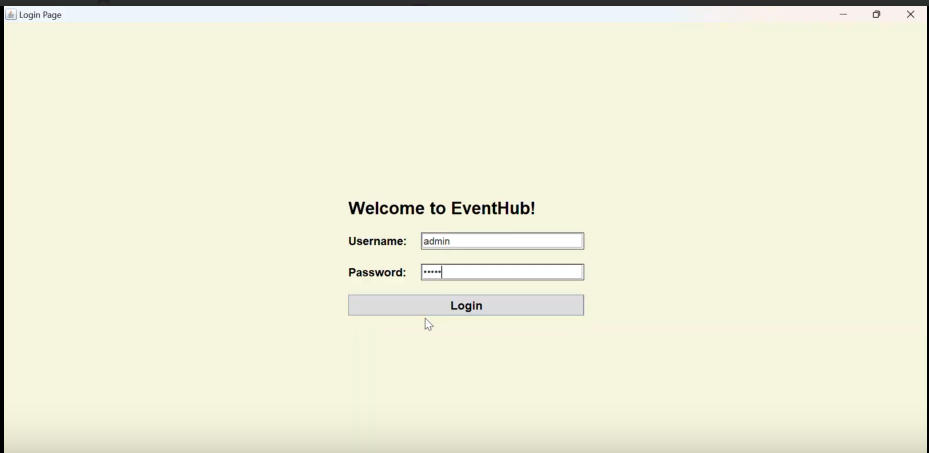 Login Page
Welcome to EventHub!
Username: admin
Password: •••••
Login